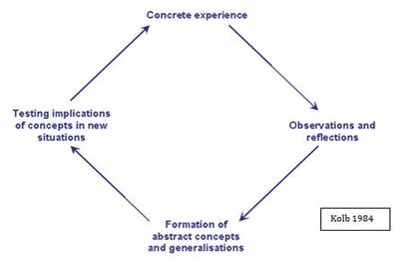 Concrete experience
Testing implications
of concepts in new
situations
Observations and
reflections
Formation of
abstract concepts
and generalisations
Kolb 1984